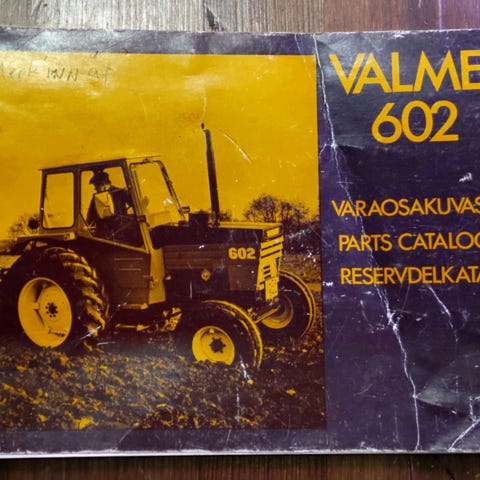 VALME
602
VARAOSAKUVAS
PARTS CATALOG
RESERVDELKATA
602